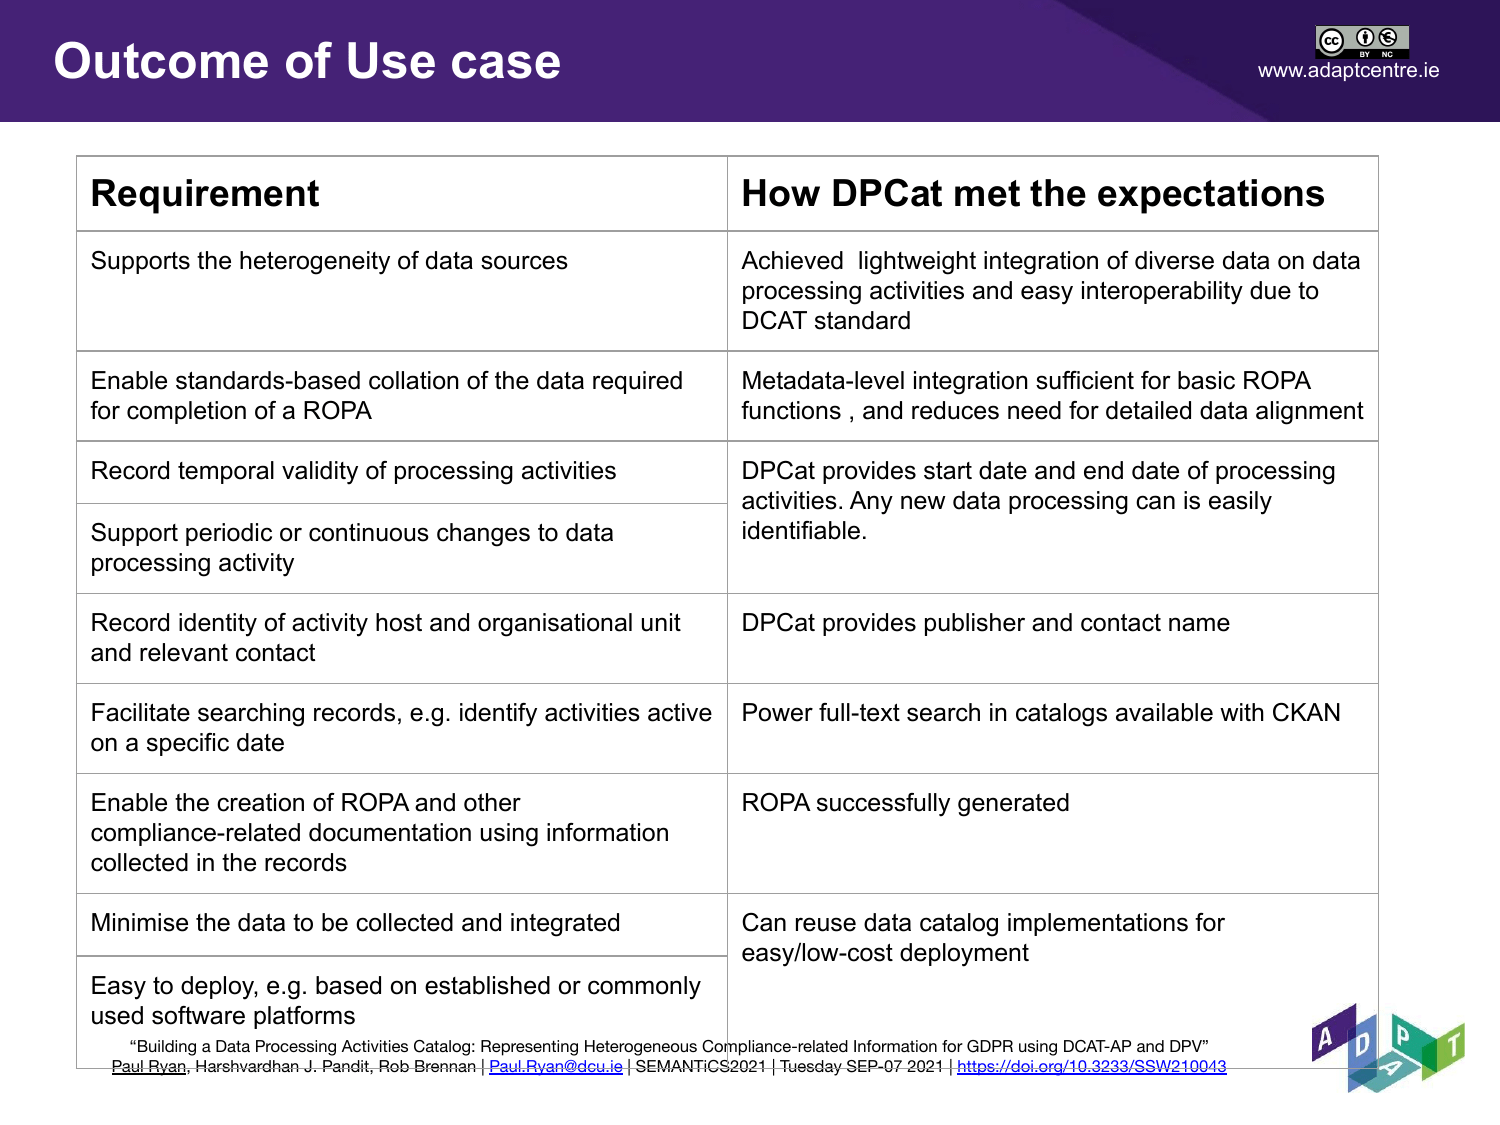 Outcome of Use case
cc BY NC
www.adaptcentre.ie
Requirement
How DPCat met the expectations
Supports the heterogeneity of data sources
Achieved  lightweight integration of diverse data on data
processing activities and easy interoperability due to
DCAT standard
Enable standards-based collation of the data required
for completion of a ROPA
Metadata-level integration sufficient for basic ROPA
functions , and reduces need for detailed data alignment
Record temporal validity of processing activities
DPCat provides start date and end date of processing
activities. Any new data processing can is easily
identifiable.
Support periodic or continuous changes to data
processing activity
Record identity of activity host and organisational unit
and relevant contact
DPCat provides publisher and contact name
Facilitate searching records, e.g. identify activities active
on a specific date
Power full-text search in catalogs available with CKAN
Enable the creation of ROPA and other
compliance-related documentation using information
collected in the records
ROPA successfully generated
Minimise the data to be collected and integrated
Can reuse data catalog implementations for
easy/low-cost deployment
Easy to deploy, e.g. based on established or commonly
used software platforms
“Building a Data Processing Activities Catalog: Representing Heterogeneous Compliance-related Information for GDPR using DCAT-AP and DPV”
Paul Ryan, Harshvardhan J. Pandit, Rob Brennan | Paul.Ryan@dcu.ie | SEMANTiCS2021 | Tuesday SEP-07 2021 | https://doi.org/10.3233/SSW210043
ADAPT